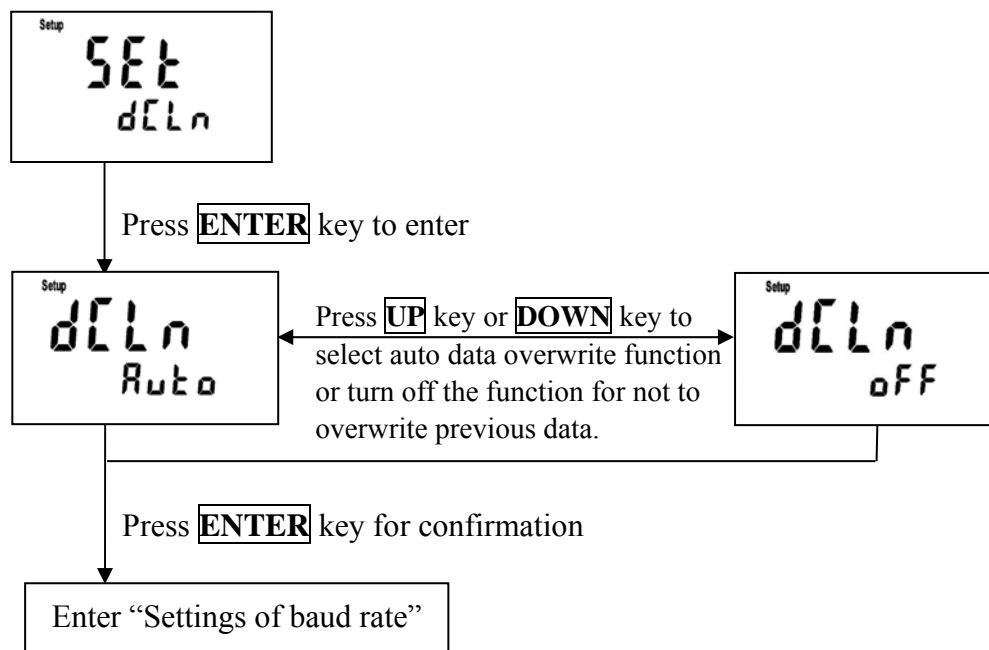 Setup
SEt
dCLn
Press ENTER key to enter
Setup
dCLn
Auto
Press UP key or DOWN key to
select auto data overwrite function
or turn off the function for not to
overwrite previous data.
Setup
dCLn
oFF
Press ENTER key for confirmation
Enter “Settings of baud rate”